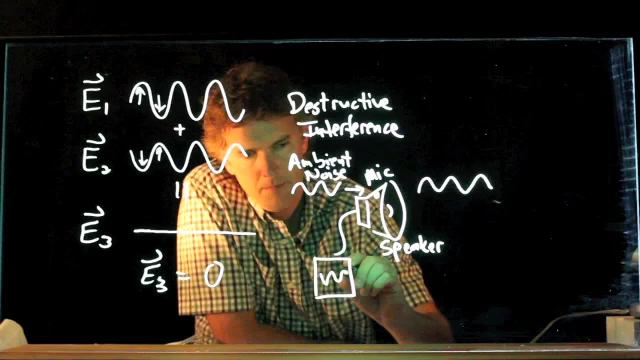 E⃗₁
+
E⃗₂
=
E⃗₃
E⃗₃ = 0
Destructive
Interference
Ambient
Noise
Mic
Speaker